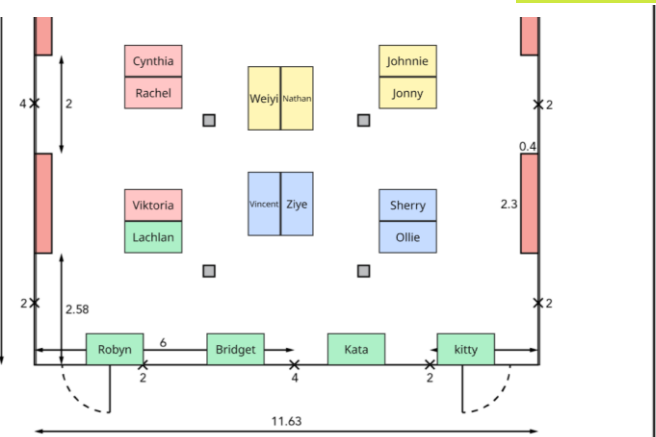 Cynthia
Johnnie
Rachel
Weiyi
Nathan
Jonny
4
2
2
0.4
Viktoria
Vincent
Ziye
Sherry
2.3
Lachlan
Ollie
2
2.58
2
Robyn
6
Bridget
Kata
kitty
2
4
2
11.63